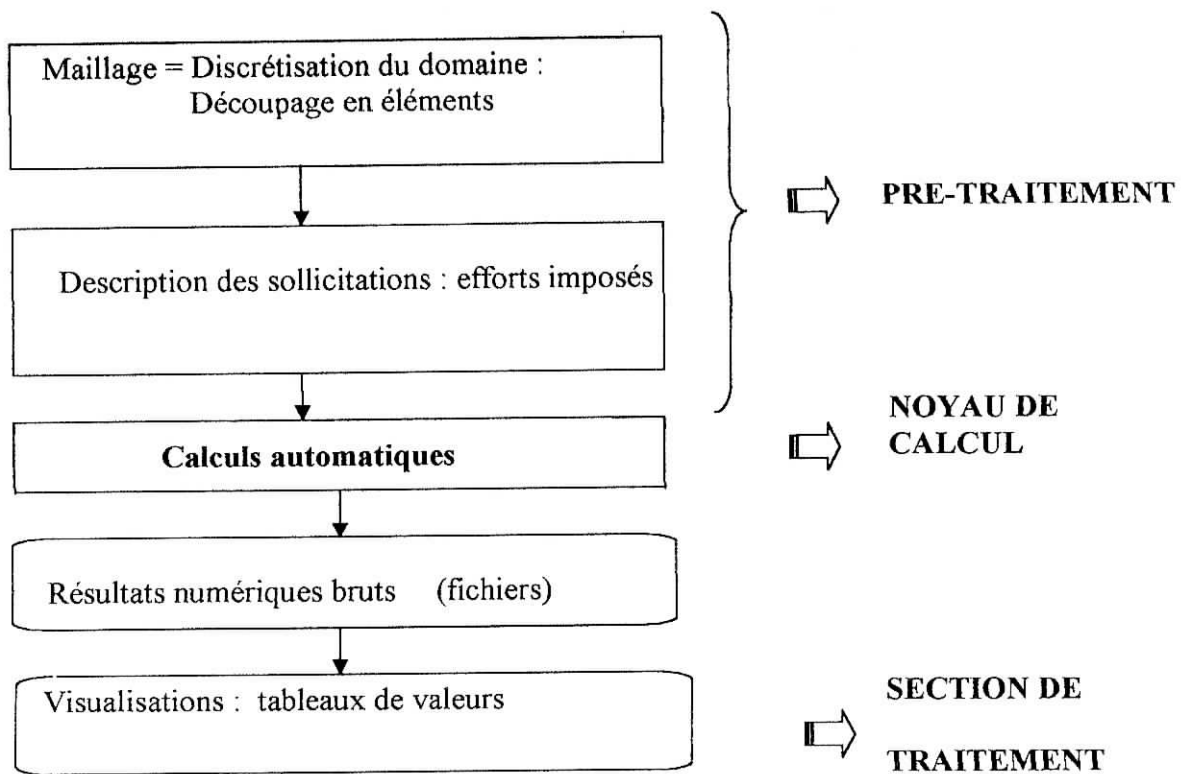 Maillage = Discrétisation du domaine :
Découpage en éléments
PRE-TRAITEMENT
Description des sollicitations : efforts imposés
NOYAU DE
CALCUL
Calculs automatiques
Résultats numériques bruts (fichiers)
Visualisations : tableaux de valeurs
SECTION DE
TRAITEMENT